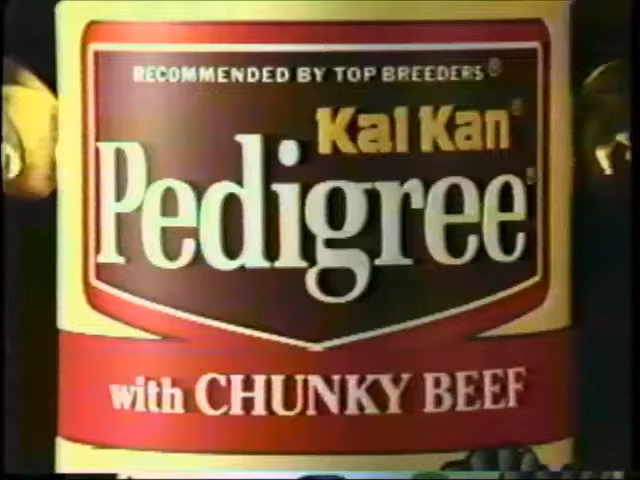 RECOMMENDED BY TOP BREEDERS®
Kal Kan®
Pedigree®
with CHUNKY BEEF